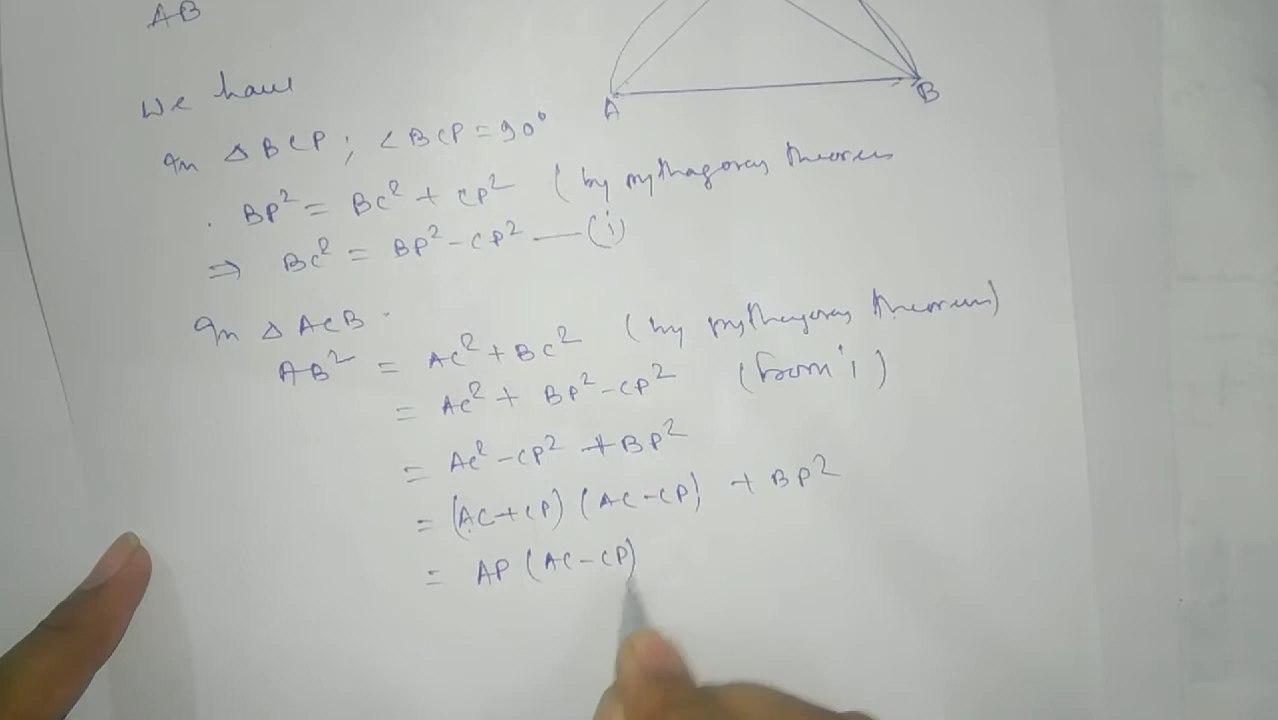 AB
A
B
We have
In △BCP; ∠BCP=90°
BP² = BC² + CP² (by pythagoras theorem
⇒ BC² = BP² - CP² — (i)
In △ACB.
AB² = AC² + BC² (by pythagoras theorem)
= AC² + BP² - CP² (from i)
= AC² - CP² + BP²
= (AC+CP) (AC-CP) + BP²
= AP (AC-CP)